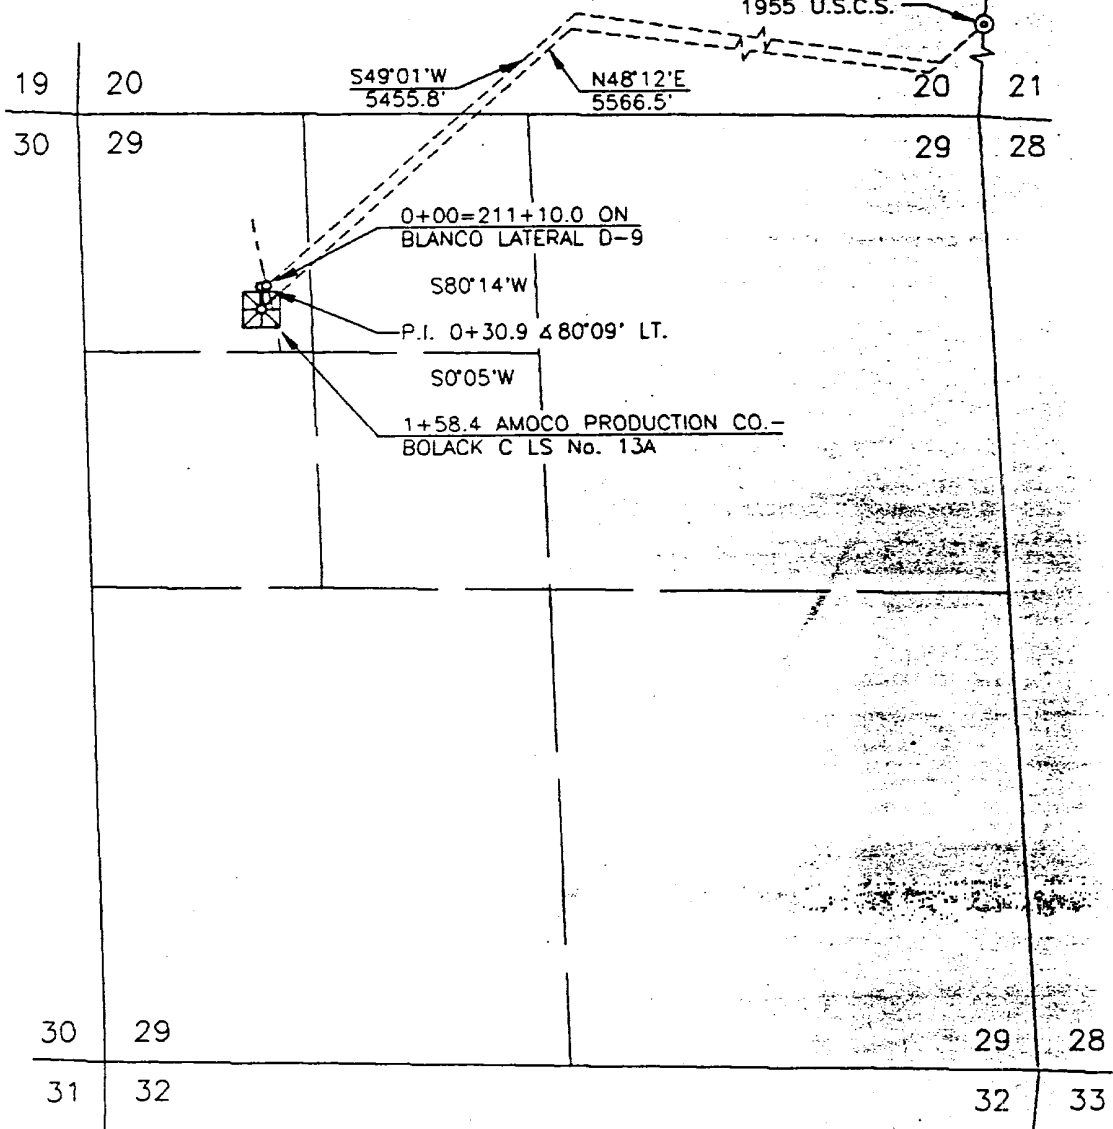 1955 U.S.C.S.
S49°01'W
5455.8'
N48°12'E
5566.5'
19 20
20 21
30 29
29 28
0+00=211+10.0 ON
BLANCO LATERAL D-9
S80°14'W
P.I. 0+30.9 ∡80°09' LT.
S0°05'W
1+58.4 AMOCO PRODUCTION CO.-
BOLACK C LS No. 13A
30 29
29 28
31 32
32 33